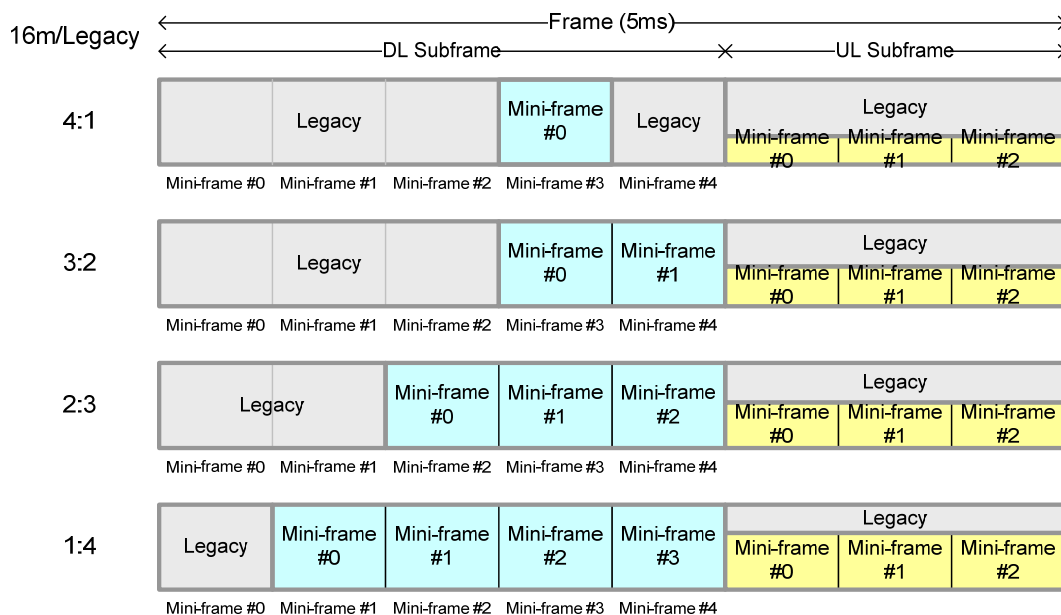 Frame (5ms)
16m/Legacy
DL Subframe
UL Subframe
4:1
Legacy
Mini-frame
#0
Legacy
Legacy
Mini-frame
#0
Mini-frame
#1
Mini-frame
#2
Mini-frame #0
Mini-frame #1
Mini-frame #2
Mini-frame #3
Mini-frame #4
3:2
Legacy
Mini-frame
#0
Mini-frame
#1
Legacy
Mini-frame
#0
Mini-frame
#1
Mini-frame
#2
Mini-frame #0
Mini-frame #1
Mini-frame #2
Mini-frame #3
Mini-frame #4
2:3
Legacy
Mini-frame
#0
Mini-frame
#1
Mini-frame
#2
Legacy
Mini-frame
#0
Mini-frame
#1
Mini-frame
#2
Mini-frame #0
Mini-frame #1
Mini-frame #2
Mini-frame #3
Mini-frame #4
1:4
Legacy
Mini-frame
#0
Mini-frame
#1
Mini-frame
#2
Mini-frame
#3
Legacy
Mini-frame
#0
Mini-frame
#1
Mini-frame
#2
Mini-frame #0
Mini-frame #1
Mini-frame #2
Mini-frame #3
Mini-frame #4